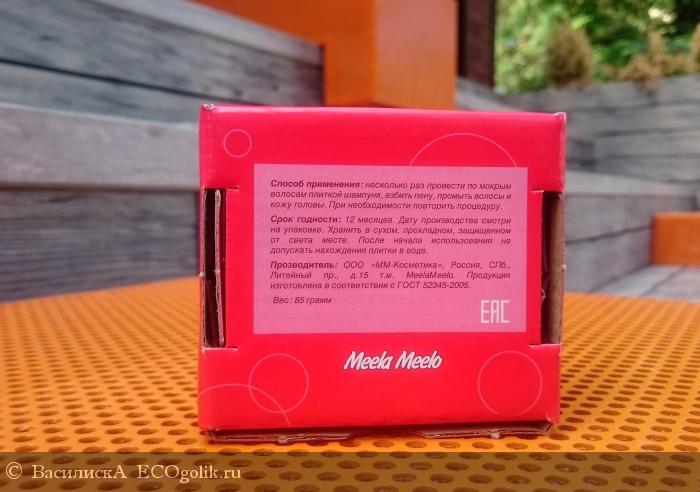 Способ применения: несколько раз провести по мокрым
волосам плиткой шампуня, взбить пену, промыть волосы и
кожу головы. При необходимости повторить процедуру.
Срок годности: 12 месяцев. Дату производства смотри
на упаковке. Хранить в сухом, прохладном, защищенном
от света месте. После начала использования не
допускать нахождения плитки в воде.
Прозводитель: ООО «ММ-Косметика», Россия, СПб.,
Литейный пр., д.15 т.м. MeelaMeelo. Продукция
изготовлена в соответствии с ГОСТ 52345-2005.
Вес: 85 грамм
EAC
Meela Meelo
© ВасилискА ECOgolik.ru